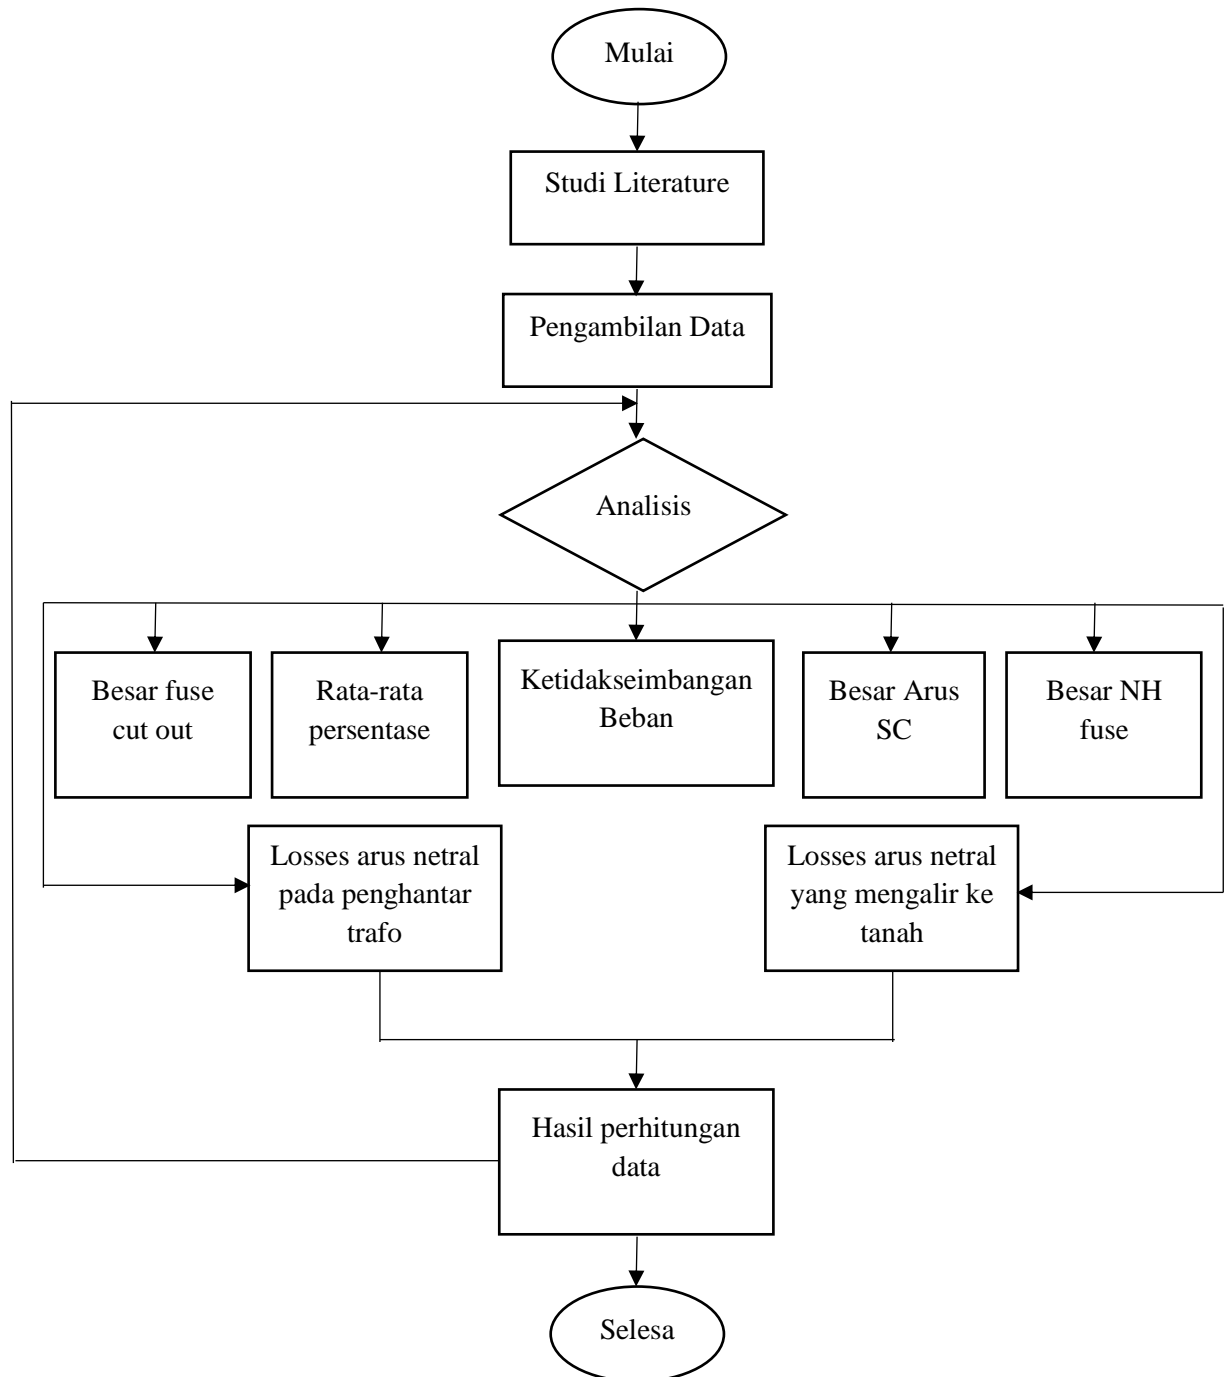 Mulai
Studi Literature
Pengambilan Data
Analisis
Besar fuse
cut out
Rata-rata
persentase
Ketidakseimbangan
Beban
Besar Arus
SC
Besar NH
fuse
Losses arus netral
pada penghantar
trafo
Losses arus netral
yang mengalir ke
tanah
Hasil perhitungan
data
Selesa